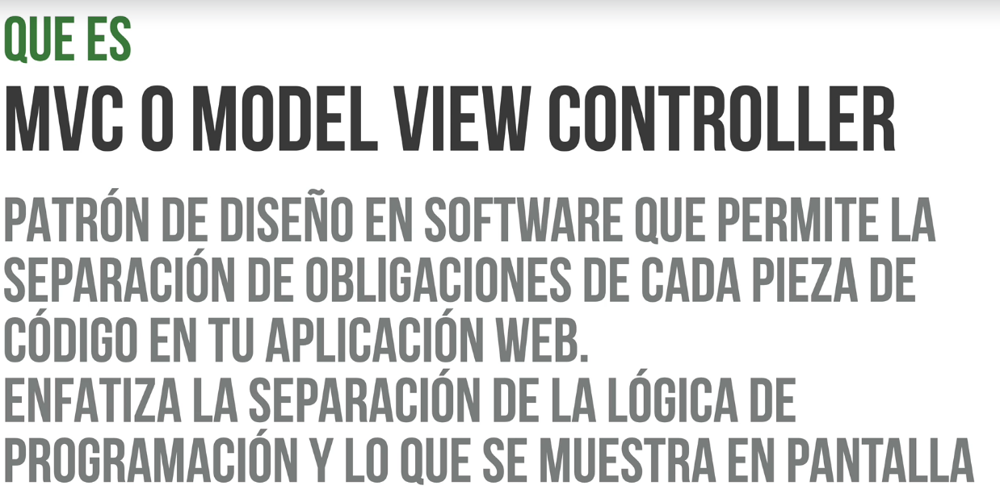 QUE ES
MVC O MODEL VIEW CONTROLLER
PATRÓN DE DISEÑO EN SOFTWARE QUE PERMITE LA
SEPARACIÓN DE OBLIGACIONES DE CADA PIEZA DE
CÓDIGO EN TU APLICACIÓN WEB.
ENFATIZA LA SEPARACIÓN DE LA LÓGICA DE
PROGRAMACIÓN Y LO QUE SE MUESTRA EN PANTALLA